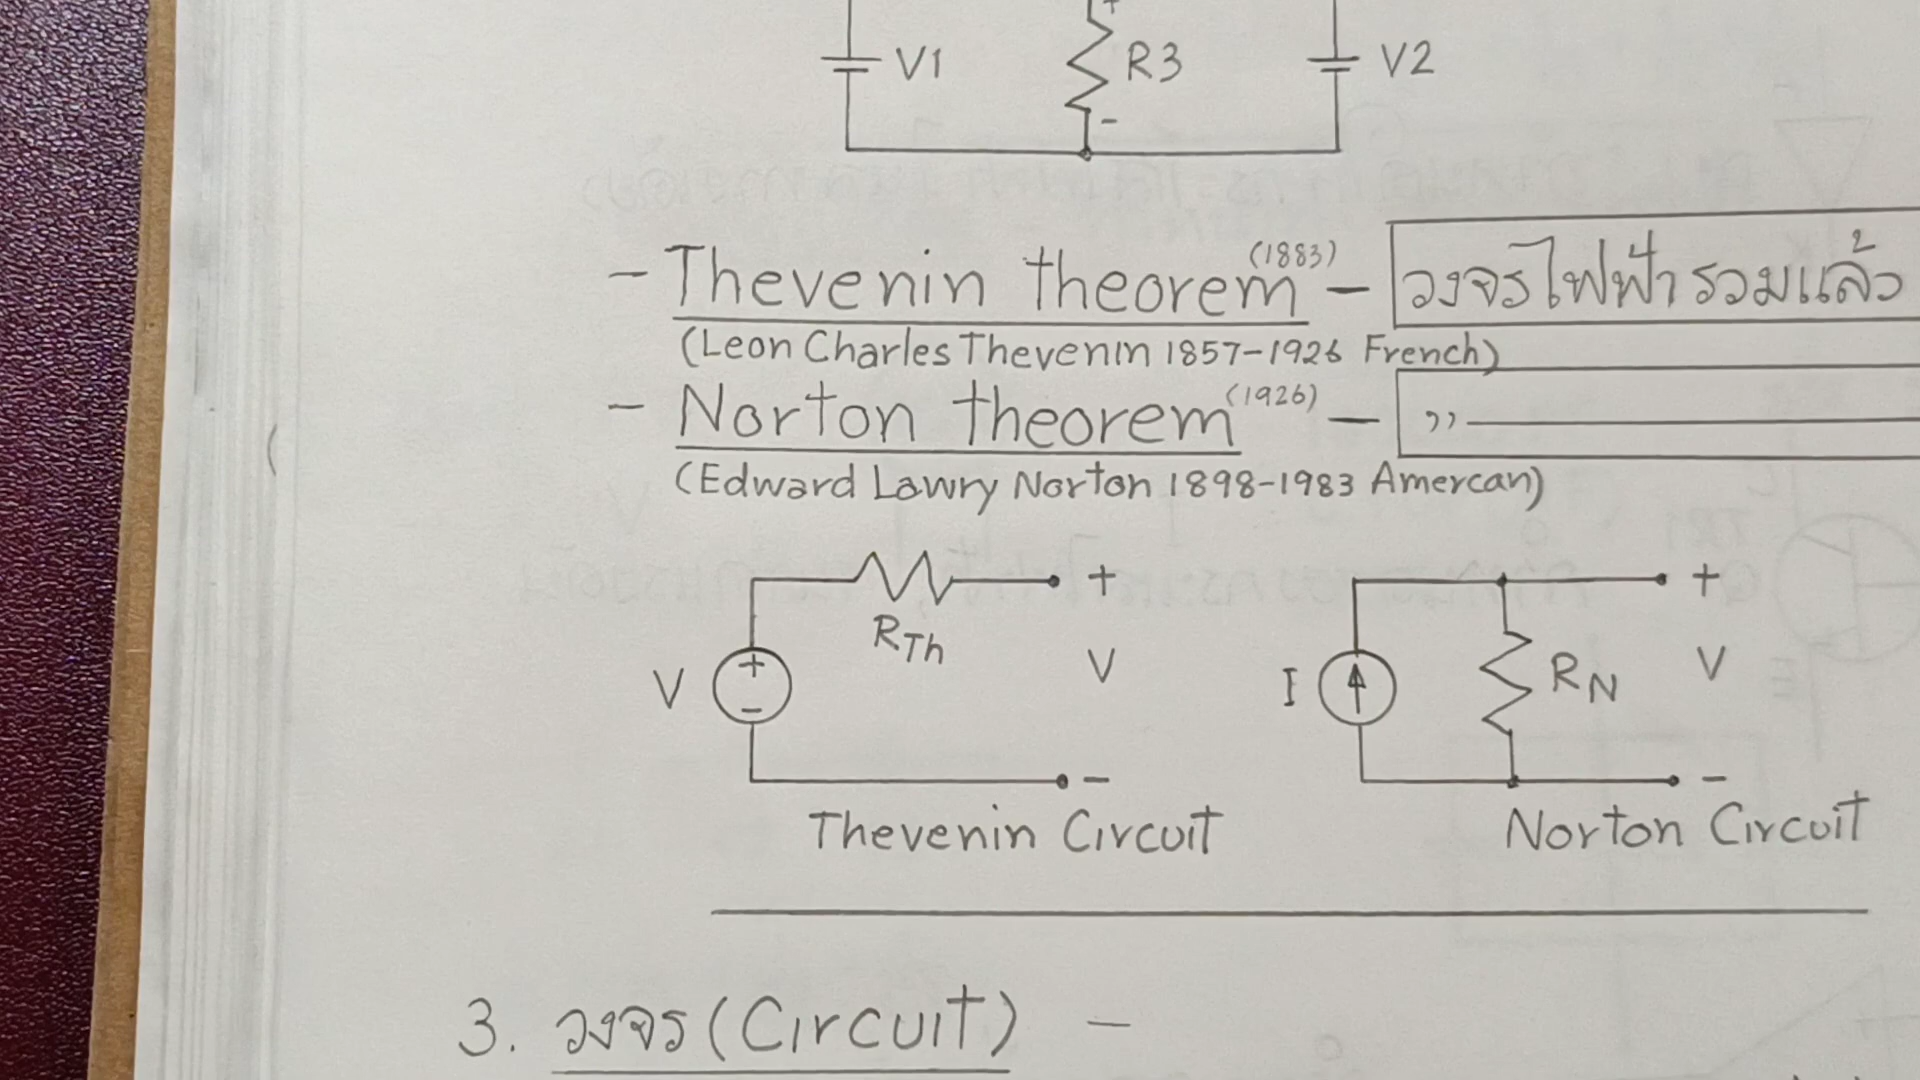 +
V1 R3 V2
-
- Thevenin theorem (1883) - วงจรไฟฟ้ารวมแล้ว
(Leon Charles Thevenin 1857-1926 French)
- Norton theorem (1926) - ,,
(Edward Lawry Norton 1898-1983 Amercan)
+ +
RTh
V + - V I RN V
- -
Thevenin Circuit Norton Circuit
3. วงจร (Circuit) -